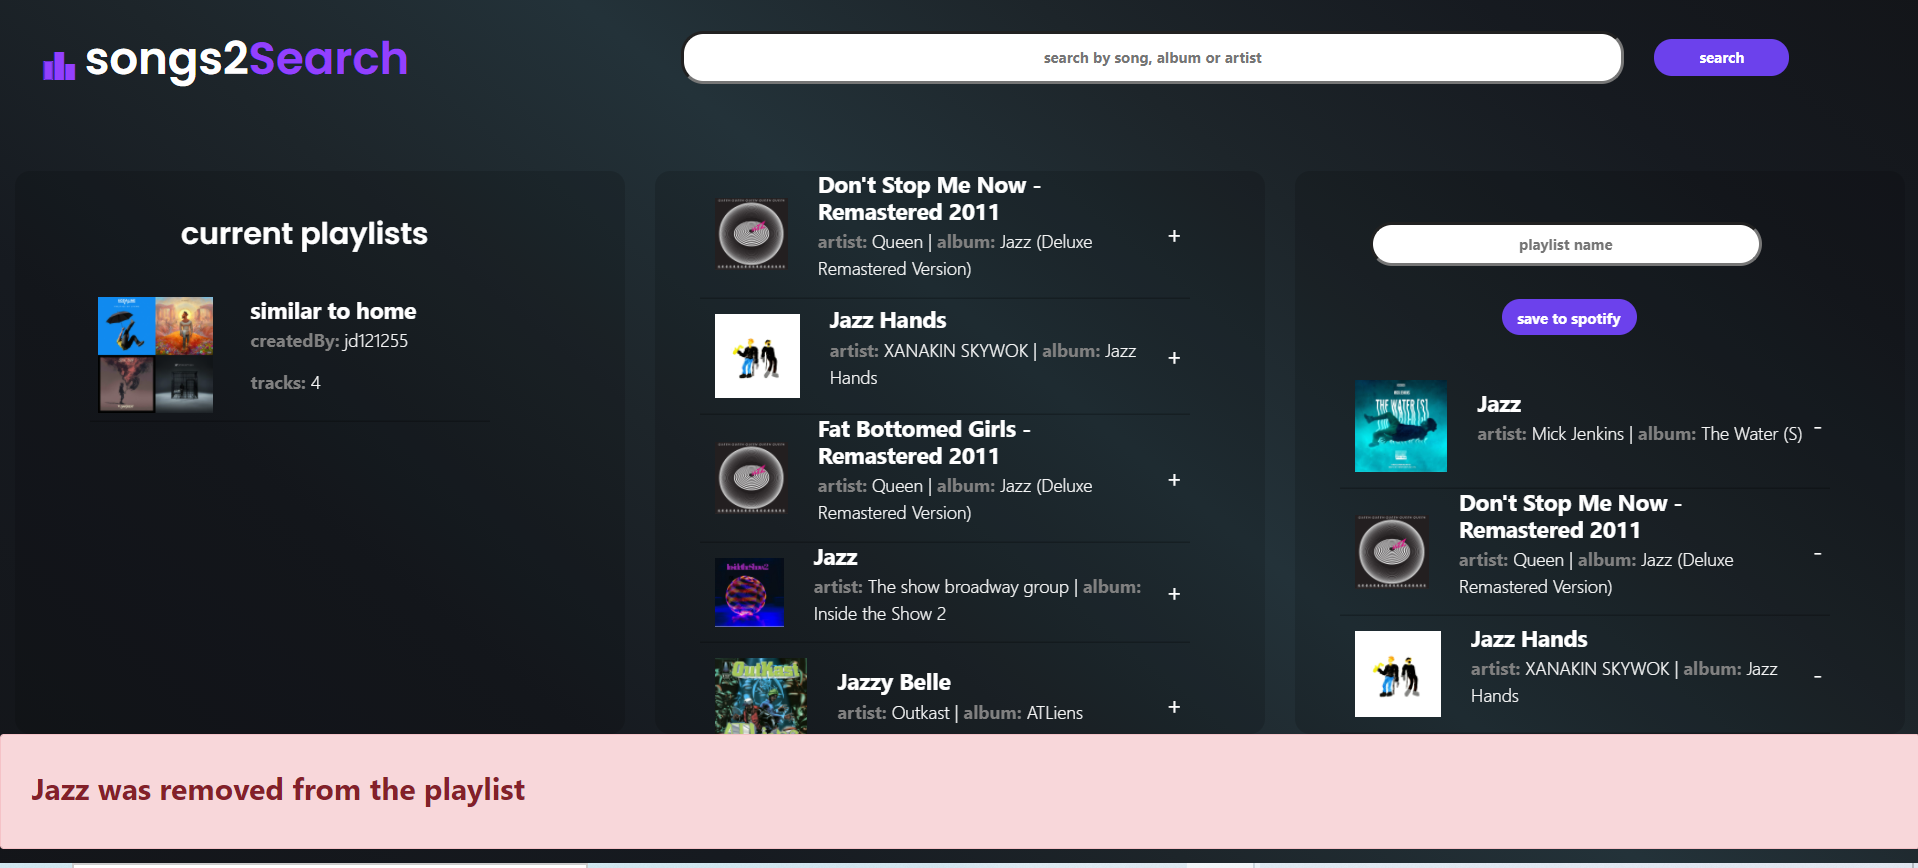 songs2Search
search by song, album or artist
search
current playlists
similar to home
createdBy: jd121255
tracks: 4
Don't Stop Me Now -
Remastered 2011
artist: Queen | album: Jazz (Deluxe
Remastered Version)
+
Jazz Hands
artist: XANAKIN SKYWOK | album: Jazz
Hands
+
Fat Bottomed Girls -
Remastered 2011
artist: Queen | album: Jazz (Deluxe
Remastered Version)
+
Jazz
artist: The show broadway group | album:
Inside the Show 2
+
OutKast
Jazzy Belle
artist: Outkast | album: ATLiens
+
playlist name
save to spotify
THE WATER [S]
Jazz
artist: Mick Jenkins | album: The Water (S)
-
Don't Stop Me Now -
Remastered 2011
artist: Queen | album: Jazz (Deluxe
Remastered Version)
-
Jazz Hands
artist: XANAKIN SKYWOK | album: Jazz
Hands
-
Jazz was removed from the playlist